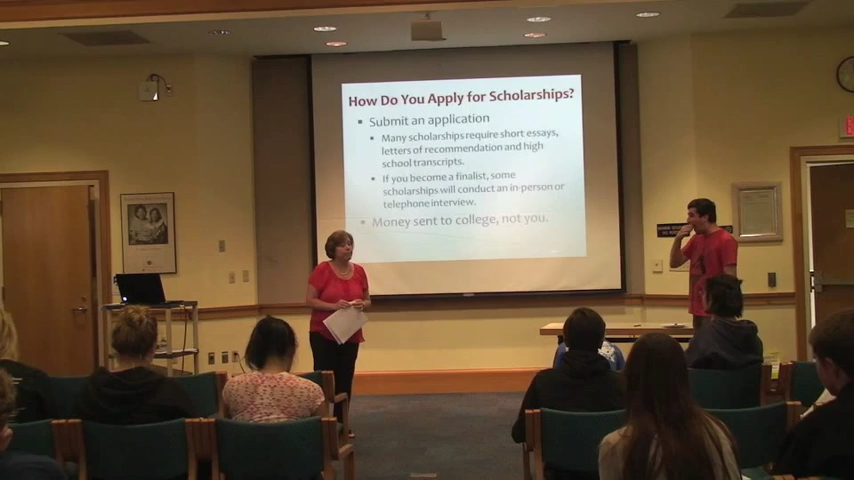 How Do You Apply for Scholarships?
▪ Submit an application
• Many scholarships require short essays,
letters of recommendation and high
school transcripts.
• If you become a finalist, some
scholarships will conduct an in-person or
telephone interview.
▪ Money sent to college, not you.